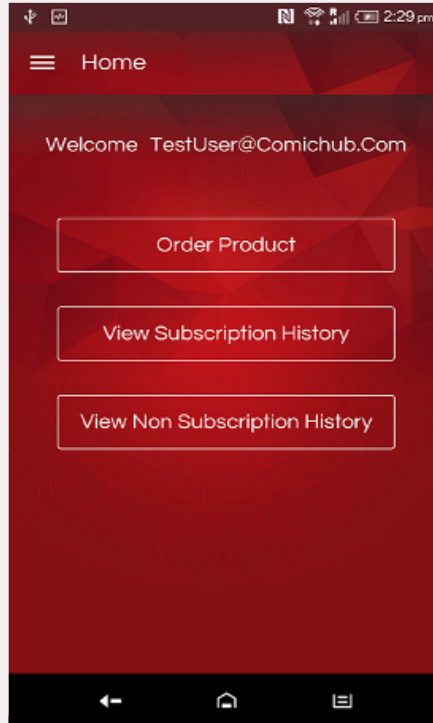 2:29 pm
Home
Welcome TestUser@Comichub.Com
Order Product
View Subscription History
View Non Subscription History